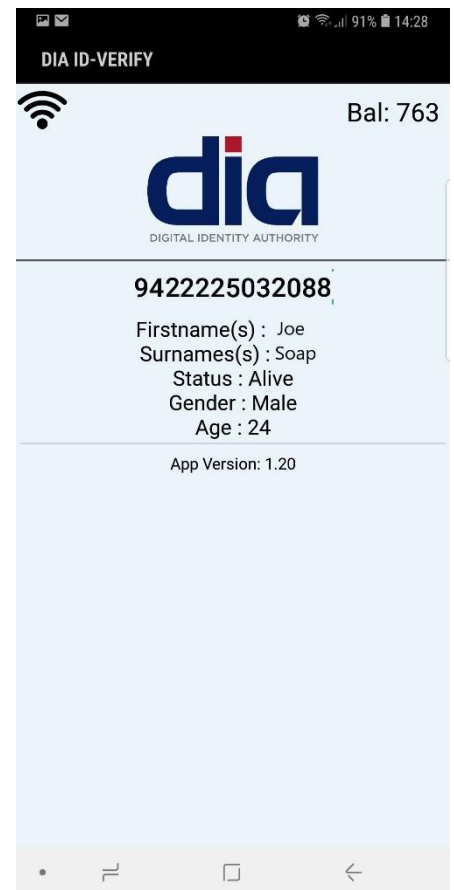 91% 14:28
DIA ID-VERIFY
Bal: 763
dia
DIGITAL IDENTITY AUTHORITY
9422225032088
Firstname(s) : Joe
Surnames(s) : Soap
Status : Alive
Gender : Male
Age : 24
App Version: 1.20